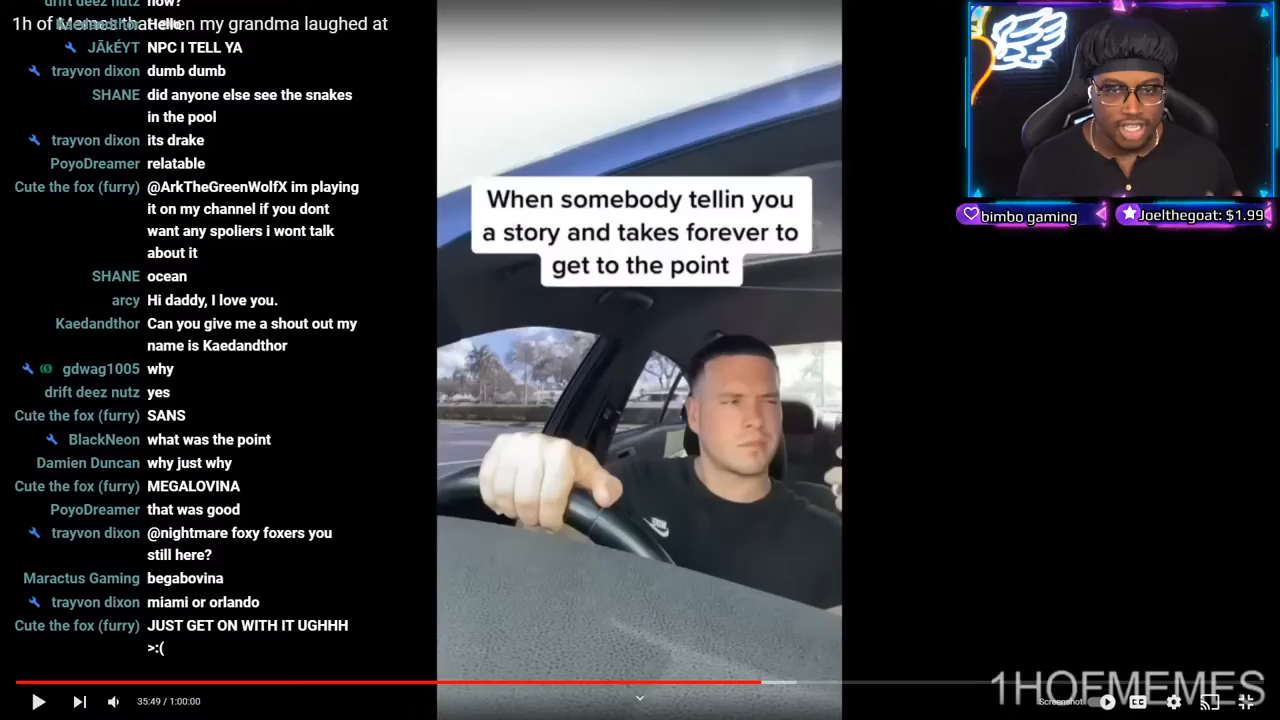 drift deez nutz how?
1h of Memes that when my grandma laughed at
Kaedandthor Hello
JÃkÉYT NPC I TELL YA
trayvon dixon dumb dumb
SHANE did anyone else see the snakes
in the pool
trayvon dixon its drake
PoyoDreamer relatable
Cute the fox (furry) @ArkTheGreenWolfX im playing
it on my channel if you dont
want any spoliers i wont talk
about it
SHANE ocean
arcy Hi daddy, I love you.
Kaedandthor Can you give me a shout out my
name is Kaedandthor
gdwag1005 why
drift deez nutz yes
Cute the fox (furry) SANS
BlackNeon what was the point
Damien Duncan why just why
Cute the fox (furry) MEGALOVINA
PoyoDreamer that was good
trayvon dixon @nightmare foxy foxers you
still here?
Maractus Gaming begabovina
trayvon dixon miami or orlando
Cute the fox (furry) JUST GET ON WITH IT UGHHH
>:(
When somebody tellin you
a story and takes forever to
get to the point
bimbo gaming
Joelthegoat: $1.99
1HOFMEMES
35:49 / 1:00:00
Screenshot
CC